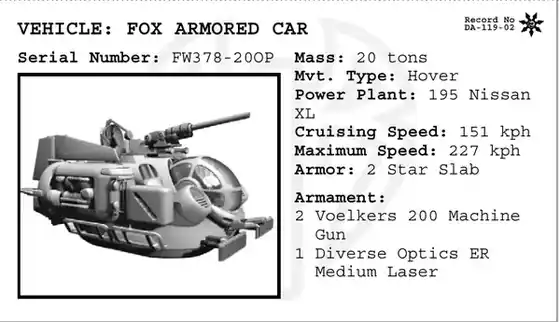 VEHICLE: FOX ARMORED CAR
Record No
DA-119-02
Serial Number: FW378-20OP
Mass: 20 tons
Mvt. Type: Hover
Power Plant: 195 Nissan
XL
Cruising Speed: 151 kph
Maximum Speed: 227 kph
Armor: 2 Star Slab
Armament:
2 Voelkers 200 Machine
Gun
1 Diverse Optics ER
Medium Laser